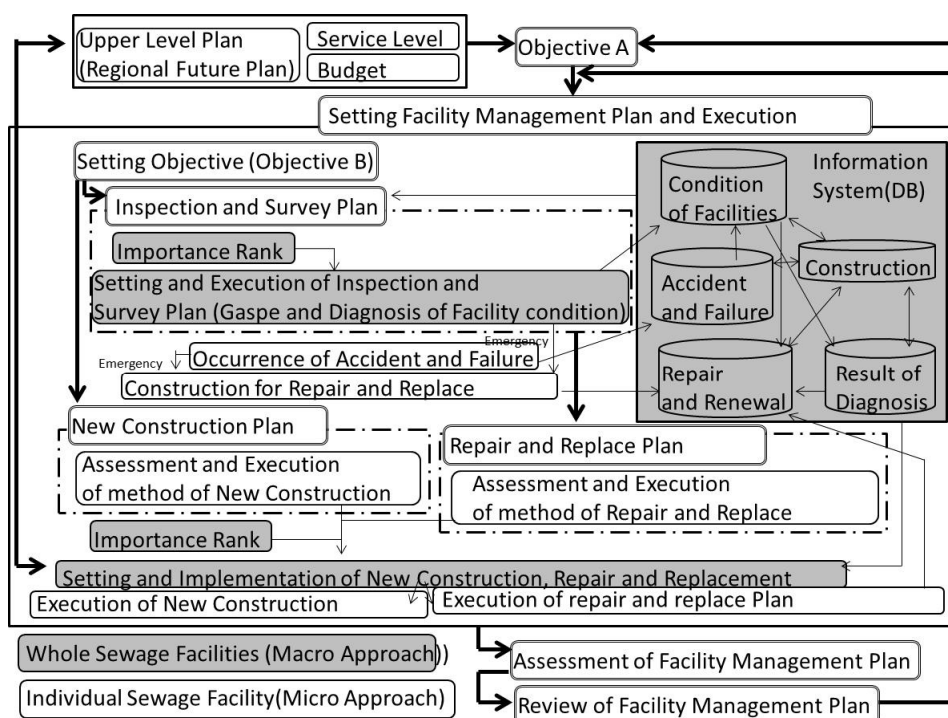 Upper Level Plan
(Regional Future Plan)
Service Level
Budget
Objective A
Setting Facility Management Plan and Execution
Setting Objective (Objective B)
Inspection and Survey Plan
Importance Rank
Setting and Execution of Inspection and
Survey Plan (Gaspe and Diagnosis of Facility condition)
Emergency
Emergency
Occurrence of Accident and Failure
Construction for Repair and Replace
Information
System(DB)
Condition
of Facilities
Construction
Accident
and Failure
Repair
and Renewal
Result of
Diagnosis
New Construction Plan
Assessment and Execution
of method of New Construction
Repair and Replace Plan
Assessment and Execution
of method of Repair and Replace
Importance Rank
Setting and Implementation of New Construction, Repair and Replacement
Execution of New Construction
Execution of repair and replace Plan
Whole Sewage Facilities (Macro Approach))
Individual Sewage Facility(Micro Approach)
Assessment of Facility Management Plan
Review of Facility Management Plan